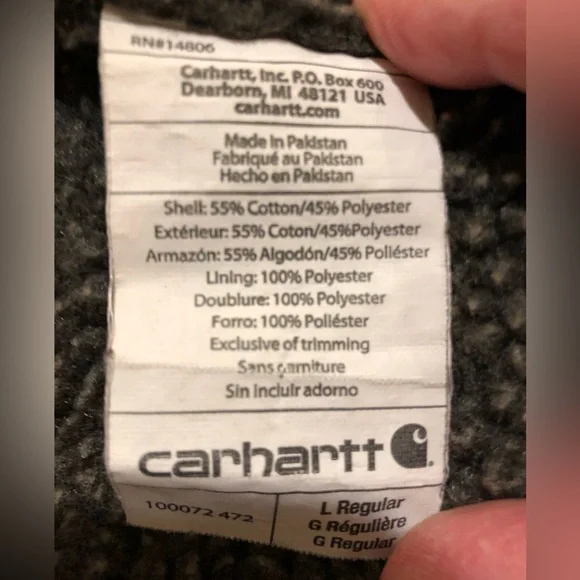 RN#14806
Carhartt, Inc. P.O. Box 600
Dearborn, MI 48121 USA
carhartt.com
Made in Pakistan
Fabriqué au Pakistan
Hecho en Pakistan
Shell: 55% Cotton/45% Polyester
Extérieur: 55% Coton/45%Polyester
Armazón: 55% Algodón/45% Poliéster
Lining: 100% Polyester
Doublure: 100% Polyester
Forro: 100% Poliéster
Exclusive of trimming
Sans garniture
Sin incluir adorno
carhartt
100072 472
L Regular
G Régulière
G Regular